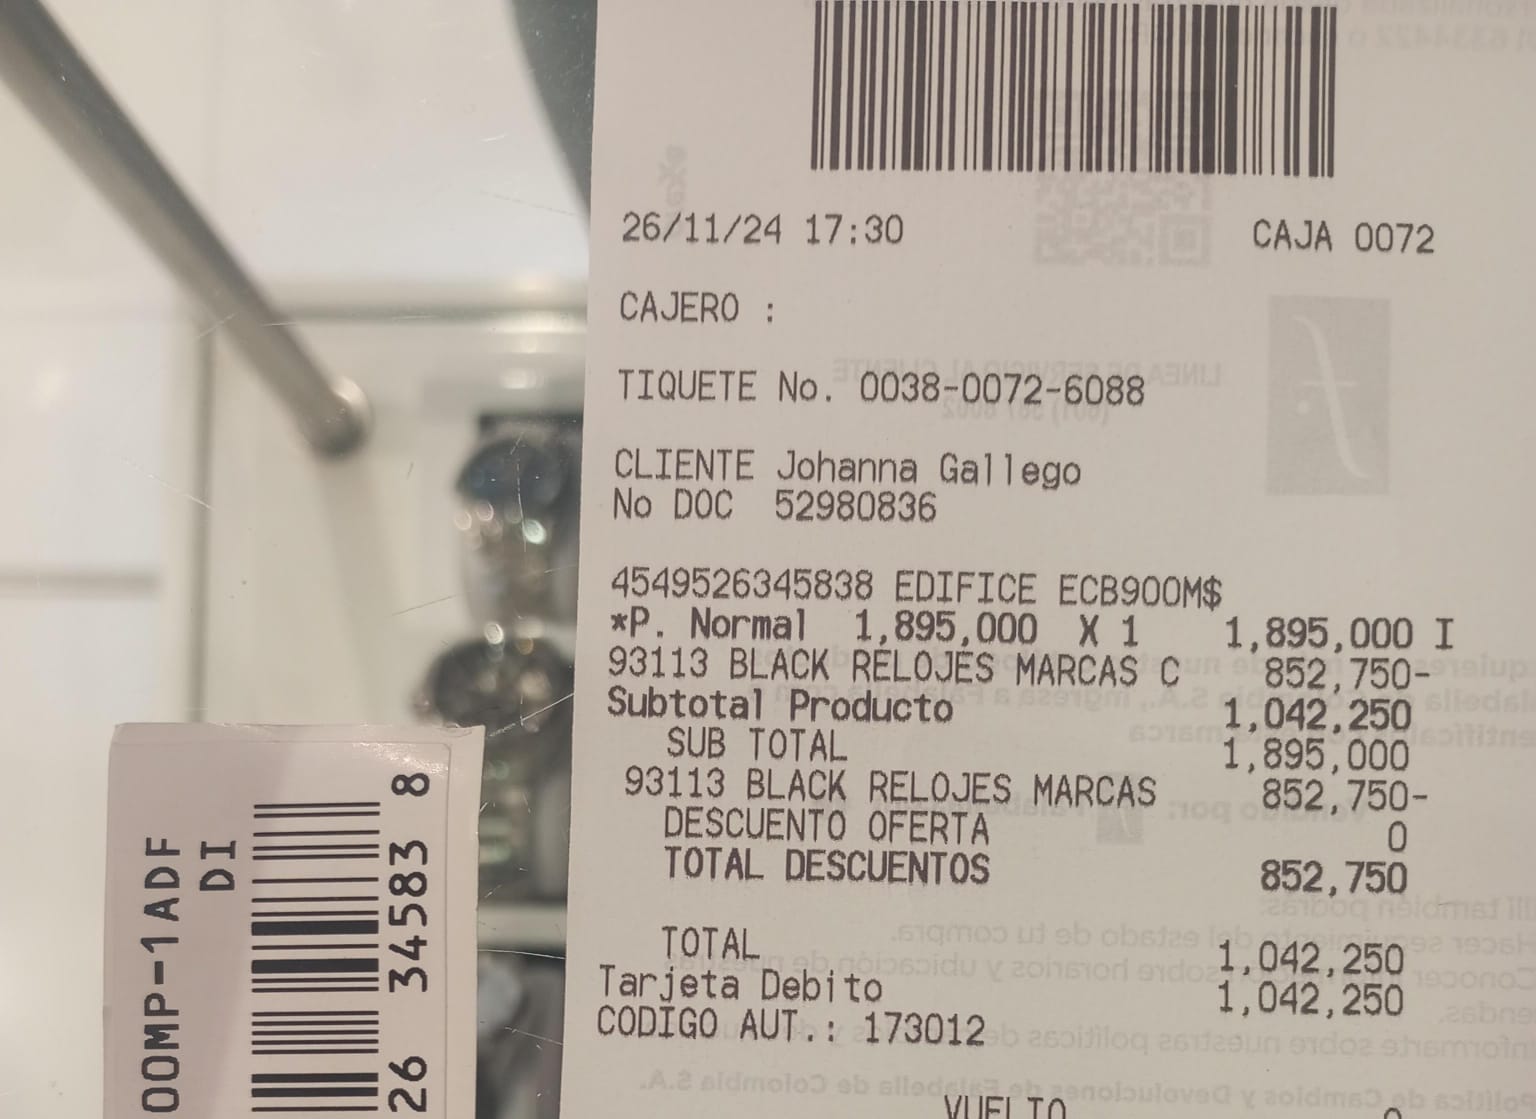 26/11/24 17:30 CAJA 0072
CAJERO :
TIQUETE No. 0038-0072-6088
CLIENTE Johanna Gallego
No DOC 52980836
4549526345838 EDIFICE ECB900M$
*P. Normal 1,895,000 X 1 1,895,000 I
93113 BLACK RELOJES MARCAS C 852,750-
Subtotal Producto 1,042,250
SUB TOTAL 1,895,000
93113 BLACK RELOJES MARCAS 852,750-
DESCUENTO OFERTA 0
TOTAL DESCUENTOS 852,750
TOTAL 1,042,250
Tarjeta Debito 1,042,250
CODIGO AUT.: 173012
VUELTO 0
00MP-1ADF
DI
26 34583 8